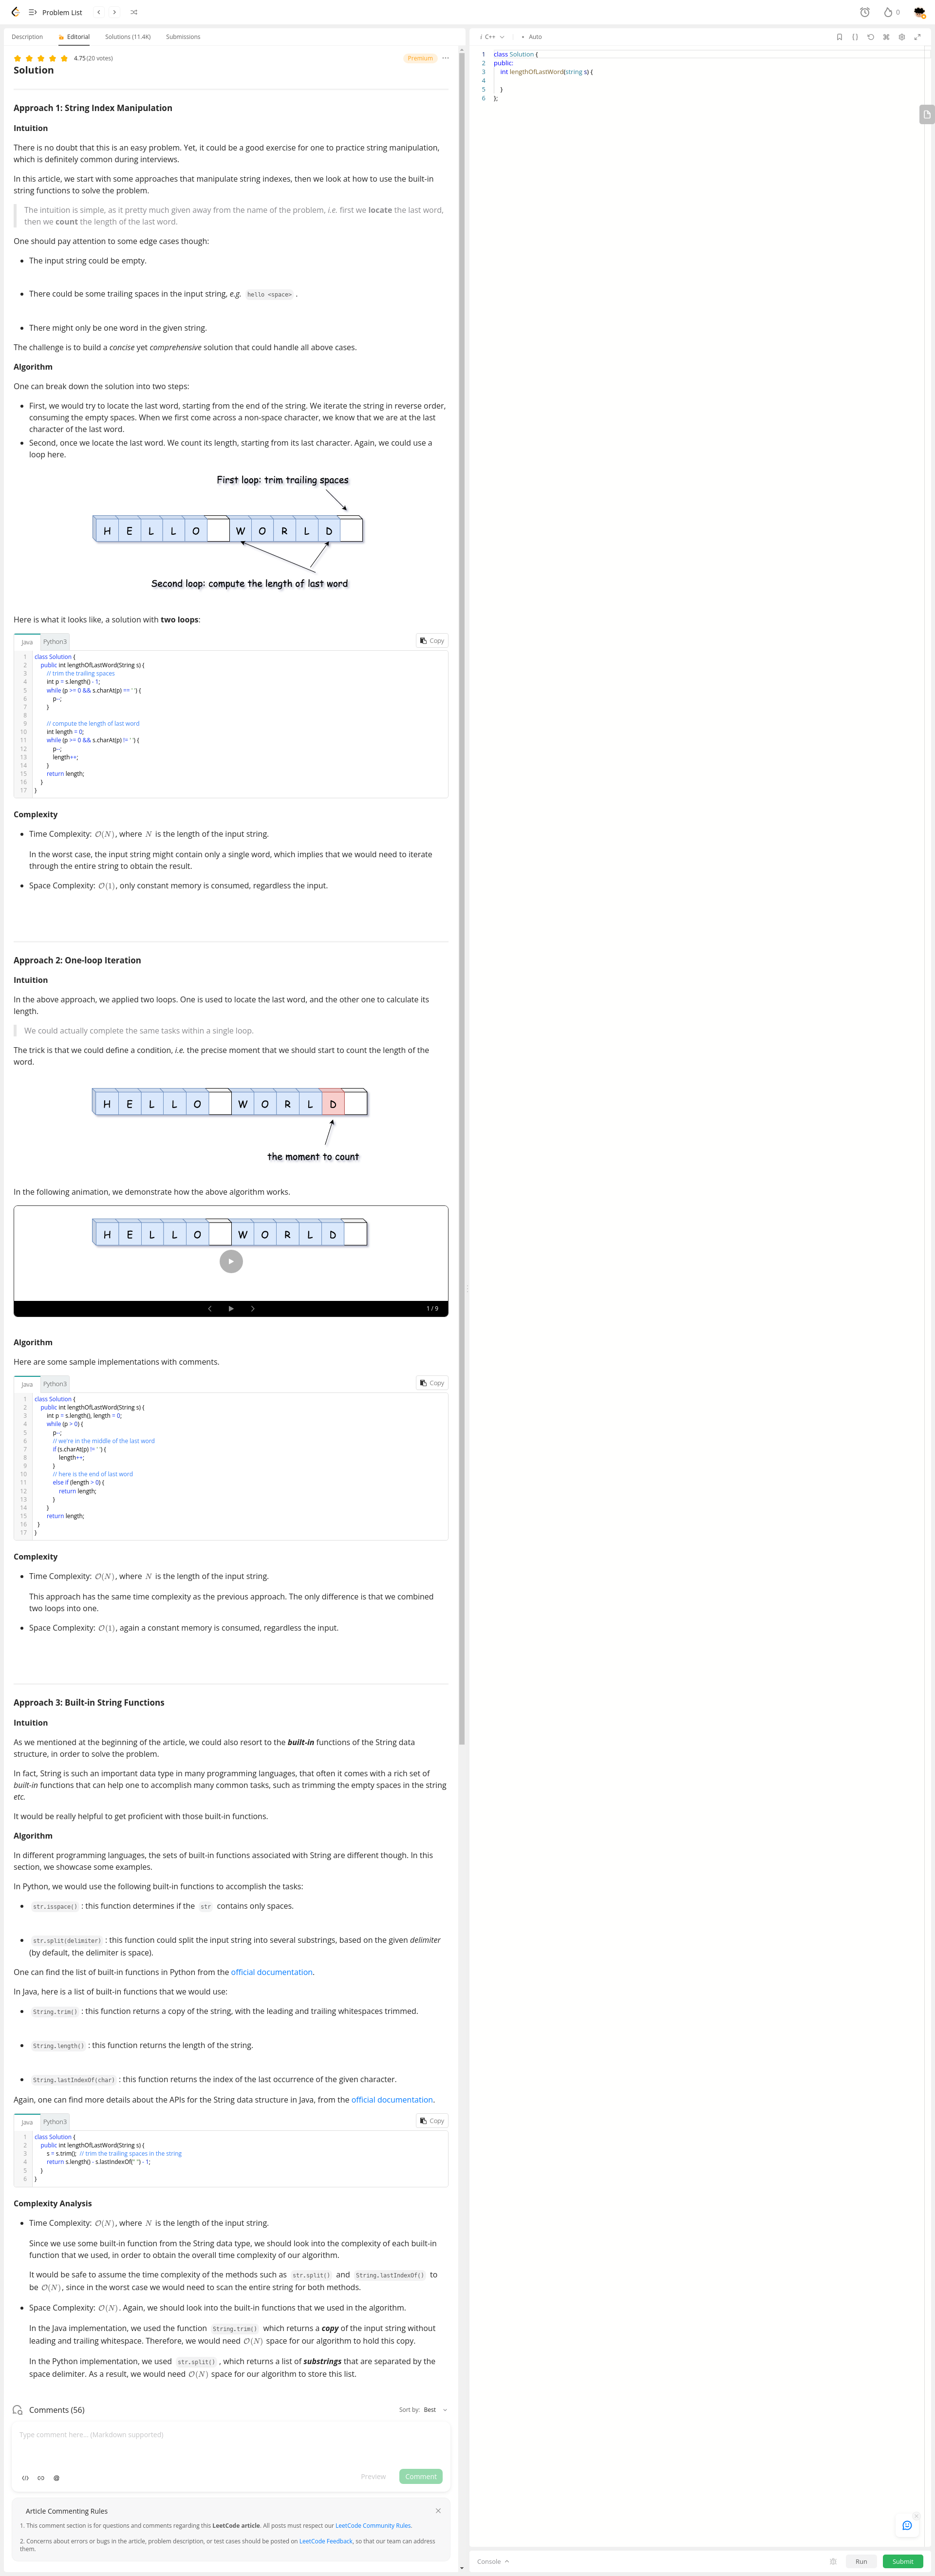 Problem List
0
Description
Editorial
Solutions (11.4K)
Submissions
4.75 (20 votes)
Premium
Solution
Approach 1: String Index Manipulation
Intuition
There is no doubt that this is an easy problem. Yet, it could be a good exercise for one to practice string manipulation,
which is definitely common during interviews.
In this article, we start with some approaches that manipulate string indexes, then we look at how to use the built-in
string functions to solve the problem.
The intuition is simple, as it pretty much given away from the name of the problem, i.e. first we locate the last word,
then we count the length of the last word.
One should pay attention to some edge cases though:
• The input string could be empty.
• There could be some trailing spaces in the input string, e.g. hello <space> .
• There might only be one word in the given string.
The challenge is to build a concise yet comprehensive solution that could handle all above cases.
Algorithm
One can break down the solution into two steps:
• First, we would try to locate the last word, starting from the end of the string. We iterate the string in reverse order,
consuming the empty spaces. When we first come across a non-space character, we know that we are at the last
character of the last word.
• Second, once we locate the last word. We count its length, starting from its last character. Again, we could use a
loop here.
First loop: trim trailing spaces
H E L L O W O R L D
Second loop: compute the length of last word
Here is what it looks like, a solution with two loops:
Java Python3 Copy
1 class Solution {
2 public int lengthOfLastWord(String s) {
3 // trim the trailing spaces
4 int p = s.length() - 1;
5 while (p >= 0 && s.charAt(p) == ' ') {
6 p--;
7 }
8
9 // compute the length of last word
10 int length = 0;
11 while (p >= 0 && s.charAt(p) != ' ') {
12 p--;
13 length++;
14 }
15 return length;
16 }
17 }
Complexity
• Time Complexity: O(N), where N is the length of the input string.
In the worst case, the input string might contain only a single word, which implies that we would need to iterate
through the entire string to obtain the result.
• Space Complexity: O(1), only constant memory is consumed, regardless the input.
Approach 2: One-loop Iteration
Intuition
In the above approach, we applied two loops. One is used to locate the last word, and the other one to calculate its
length.
We could actually complete the same tasks within a single loop.
The trick is that we could define a condition, i.e. the precise moment that we should start to count the length of the
word.
H E L L O W O R L D
the moment to count
In the following animation, we demonstrate how the above algorithm works.
H E L L O W O R L D
1 / 9
Algorithm
Here are some sample implementations with comments.
Java Python3 Copy
1 class Solution {
2 public int lengthOfLastWord(String s) {
3 int p = s.length(), length = 0;
4 while (p > 0) {
5 p--;
6 // we're in the middle of the last word
7 if (s.charAt(p) != ' ') {
8 length++;
9 }
10 // here is the end of last word
11 else if (length > 0) {
12 return length;
13 }
14 }
15 return length;
16 }
17 }
Complexity
• Time Complexity: O(N), where N is the length of the input string.
This approach has the same time complexity as the previous approach. The only difference is that we combined
two loops into one.
• Space Complexity: O(1), again a constant memory is consumed, regardless the input.
Approach 3: Built-in String Functions
Intuition
As we mentioned at the beginning of the article, we could also resort to the built-in functions of the String data
structure, in order to solve the problem.
In fact, String is such an important data type in many programming languages, that often it comes with a rich set of
built-in functions that can help one to accomplish many common tasks, such as trimming the empty spaces in the string
etc.
It would be really helpful to get proficient with those built-in functions.
Algorithm
In different programming languages, the sets of built-in functions associated with String are different though. In this
section, we showcase some examples.
In Python, we would use the following built-in functions to accomplish the tasks:
• str.isspace() : this function determines if the str contains only spaces.
• str.split(delimiter) : this function could split the input string into several substrings, based on the given delimiter
(by default, the delimiter is space).
One can find the list of built-in functions in Python from the official documentation.
In Java, here is a list of built-in functions that we would use:
• String.trim() : this function returns a copy of the string, with the leading and trailing whitespaces trimmed.
• String.length() : this function returns the length of the string.
• String.lastIndexOf(char) : this function returns the index of the last occurrence of the given character.
Again, one can find more details about the APIs for the String data structure in Java, from the official documentation.
Java Python3 Copy
1 class Solution {
2 public int lengthOfLastWord(String s) {
3 s = s.trim(); // trim the trailing spaces in the string
4 return s.length() - s.lastIndexOf(" ") - 1;
5 }
6 }
Complexity Analysis
• Time Complexity: O(N), where N is the length of the input string.
Since we use some built-in function from the String data type, we should look into the complexity of each built-in
function that we used, in order to obtain the overall time complexity of our algorithm.
It would be safe to assume the time complexity of the methods such as str.split() and String.lastIndexOf() to
be O(N), since in the worst case we would need to scan the entire string for both methods.
• Space Complexity: O(N). Again, we should look into the built-in functions that we used in the algorithm.
In the Java implementation, we used the function String.trim() which returns a copy of the input string without
leading and trailing whitespace. Therefore, we would need O(N) space for our algorithm to hold this copy.
In the Python implementation, we used str.split() , which returns a list of substrings that are separated by the
space delimiter. As a result, we would need O(N) space for our algorithm to store this list.
Comments (56)
Sort by: Best
Type comment here... (Markdown supported)
Preview
Comment
Article Commenting Rules
1. This comment section is for questions and comments regarding this LeetCode article. All posts must respect our LeetCode Community Rules.
2. Concerns about errors or bugs in the article, problem description, or test cases should be posted on LeetCode Feedback, so that our team can address
them.
i C++
• Auto
1 class Solution {
2 public:
3 int lengthOfLastWord(string s) {
4
5 }
6 };
Console
Run
Submit